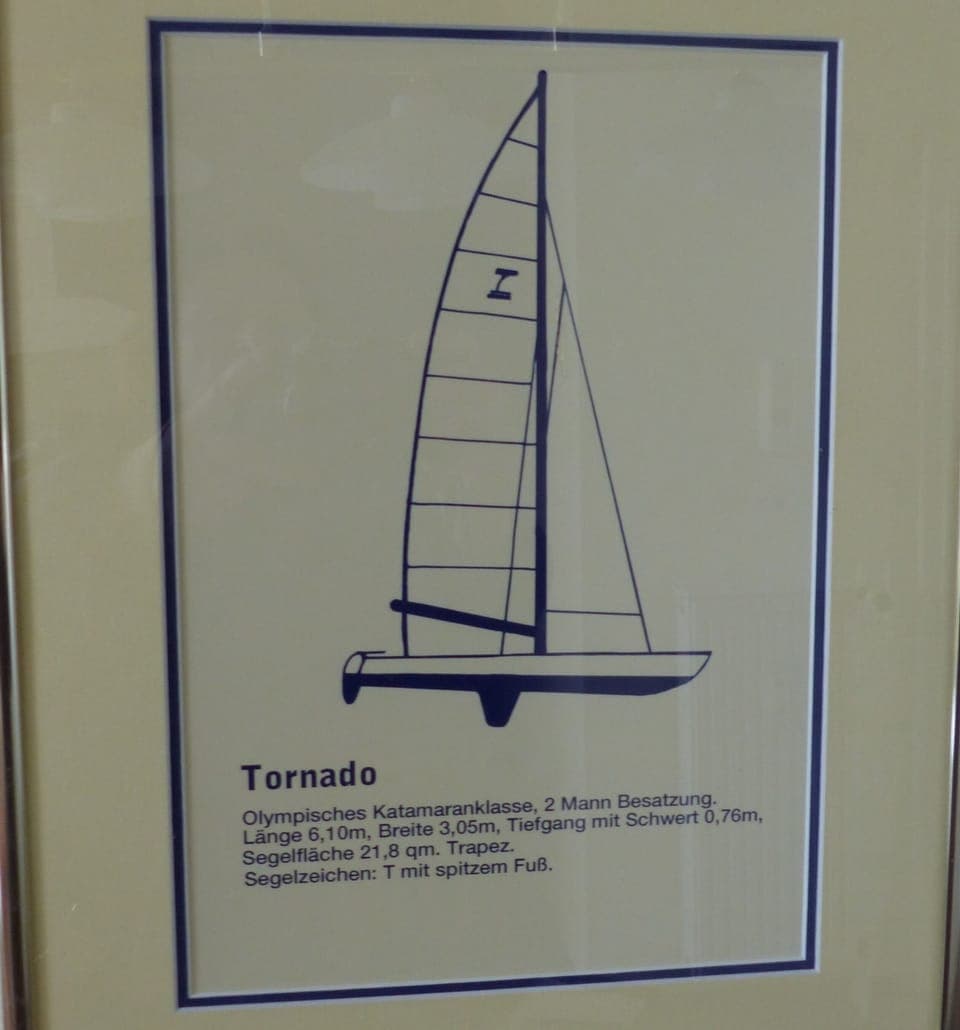 Tornado
Olympisches Katamaranklasse, 2 Mann Besatzung.
Länge 6,10m, Breite 3,05m, Tiefgang mit Schwert 0,76m,
Segelfläche 21,8 qm. Trapez.
Segelzeichen: T mit spitzem Fuß.